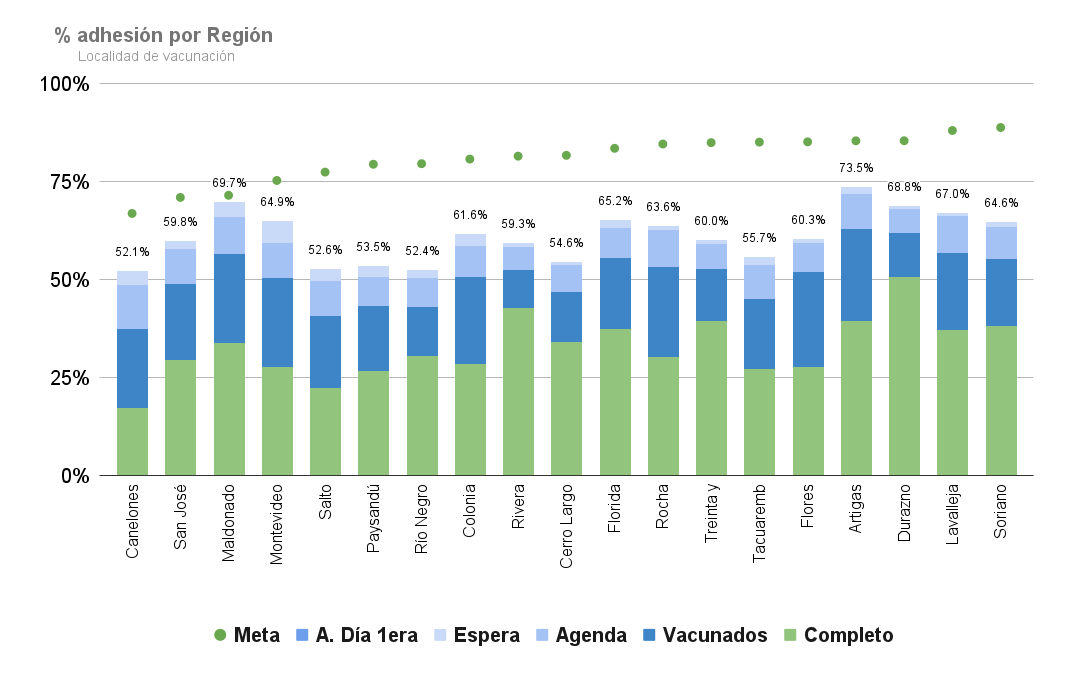 % adhesión por Región
Localidad de vacunación
100%
75%
50%
25%
0%
52.1%
59.8%
69.7%
64.9%
52.6%
53.5%
52.4%
61.6%
59.3%
54.6%
65.2%
63.6%
60.0%
55.7%
60.3%
73.5%
68.8%
67.0%
64.6%
Canelones
San José
Maldonado
Montevideo
Salto
Paysandú
Río Negro
Colonia
Rivera
Cerro Largo
Florida
Rocha
Treinta y
Tacuaremb
Flores
Artigas
Durazno
Lavalleja
Soriano
Meta A. Día 1era Espera Agenda Vacunados Completo